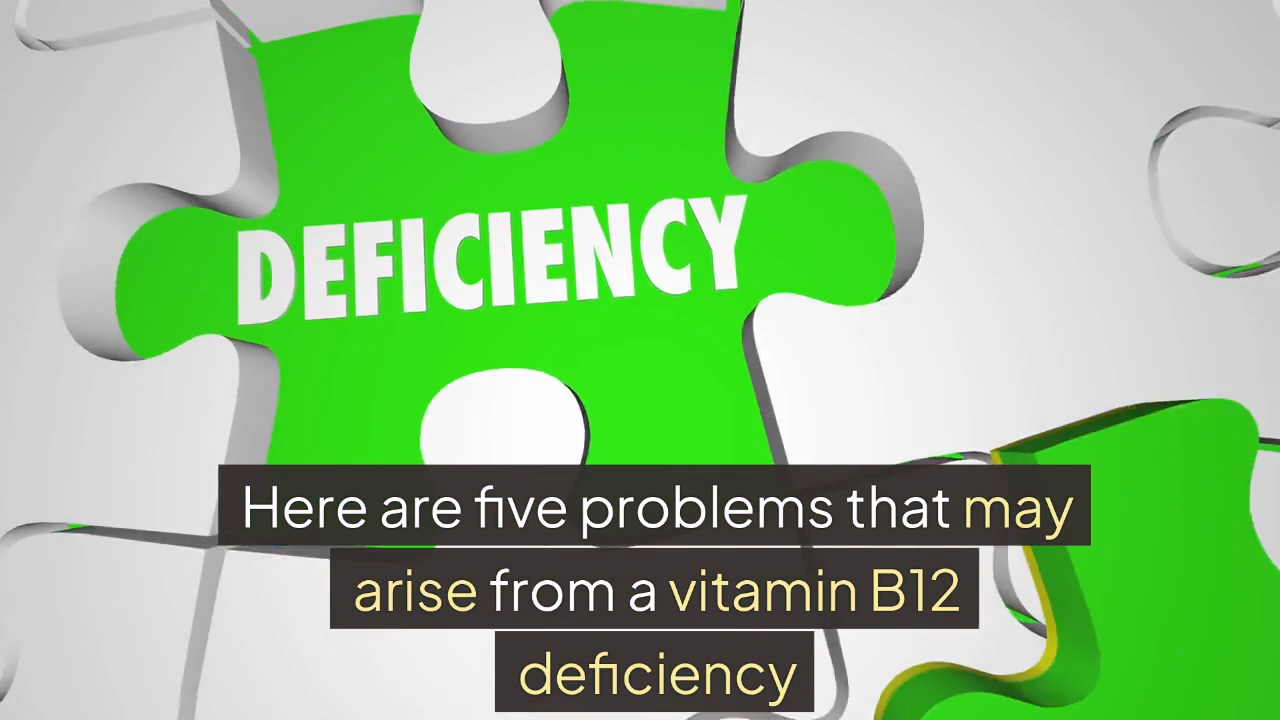 DEFICIENCY
Here are five problems that may
arise from a vitamin B12
deficiency